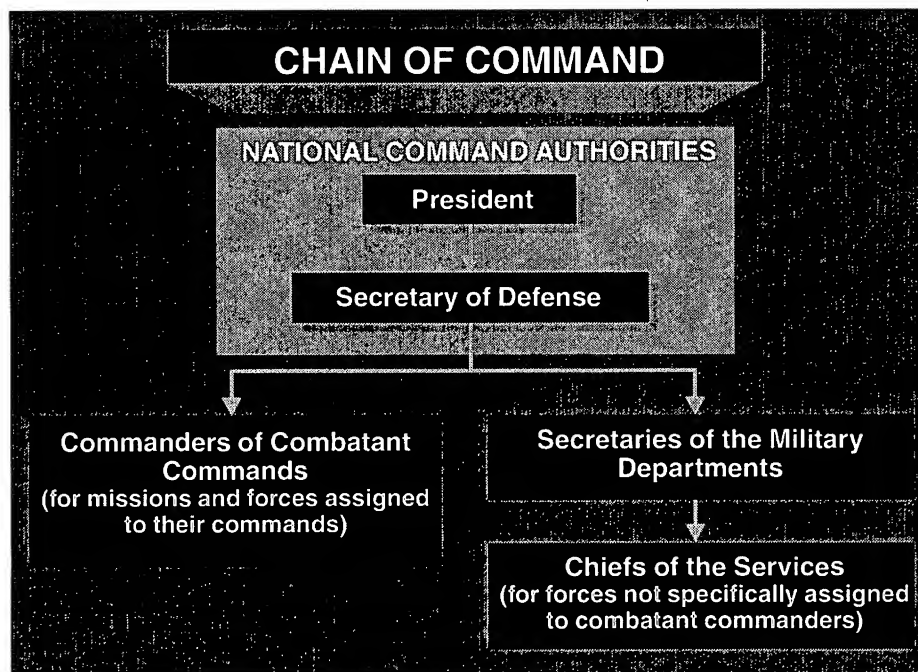 CHAIN OF COMMAND
NATIONAL COMMAND AUTHORITIES
President
Secretary of Defense
Commanders of Combatant
Commands
(for missions and forces assigned
to their commands)
Secretaries of the Military
Departments
Chiefs of the Services
(for forces not specifically assigned
to combatant commanders)